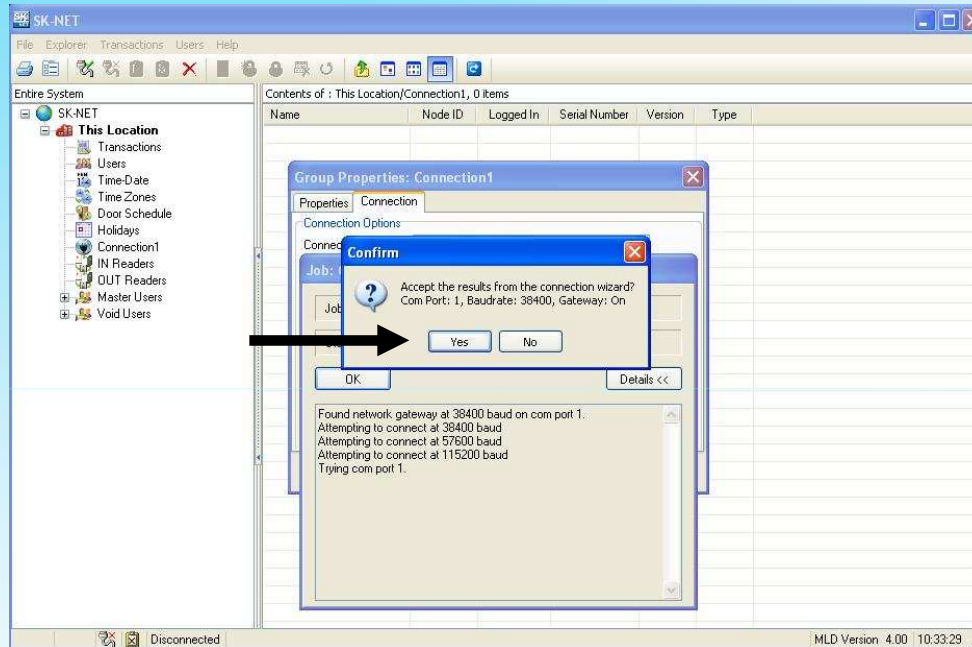 SK-NET
File Explorer Transactions Users Help
Entire System
Contents of : This Location/Connection1, 0 items
SK-NET
This Location
Transactions
Users
Time-Date
Time Zones
Door Schedule
Holidays
Connection1
IN Readers
OUT Readers
Master Users
Void Users
Name Node ID Logged In Serial Number Version Type
Group Properties: Connection1
Properties Connection
Connection Options
Connec
Job:
Job
Confirm
Accept the results from the connection wizard?
Com Port: 1, Baudrate: 38400, Gateway: On
Yes No
OK Details <<
Found network gateway at 38400 baud on com port 1.
Attempting to connect at 38400 baud
Attempting to connect at 57600 baud
Attempting to connect at 115200 baud
Trying com port 1.
Disconnected
MLD Version 4.00 10:33:29